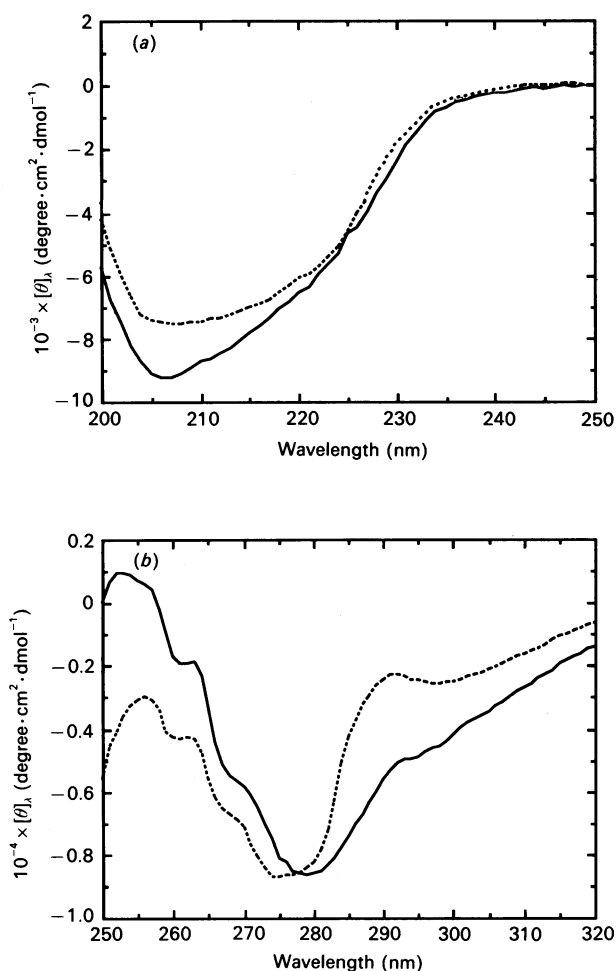 (a)
2
0
−2
−4
−6
−8
−10
10⁻³ × [θ]λ (degree·cm²·dmol⁻¹)
200 210 220 230 240 250
Wavelength (nm)
(b)
0.2
0
−0.2
−0.4
−0.6
−0.8
−1.0
10⁻⁴ × [θ]λ (degree·cm²·dmol⁻¹)
250 260 270 280 290 300 310 320
Wavelength (nm)